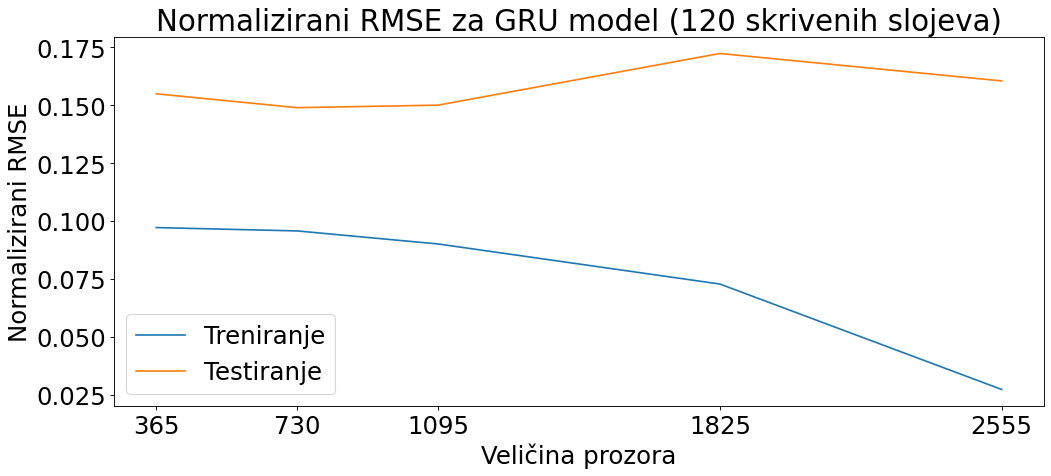 Normalizirani RMSE za GRU model (120 skrivenih slojeva)
Normalizirani RMSE
0.175
0.150
0.125
0.100
0.075
0.050
0.025
Treniranje
Testiranje
365 730 1095 1825 2555
Veličina prozora